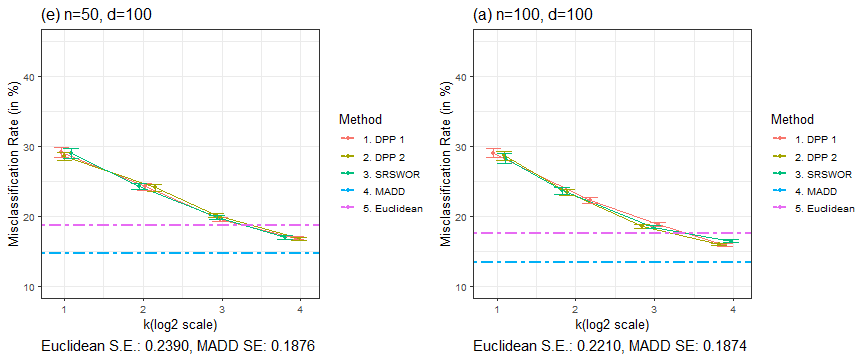 (e) n=50, d=100
Misclassification Rate (in %)
40
30
20
10
1 2 3 4
k(log2 scale)
Method
1. DPP 1
2. DPP 2
3. SRSWOR
4. MADD
5. Euclidean
Euclidean S.E.: 0.2390, MADD SE: 0.1876
(a) n=100, d=100
Misclassification Rate (in %)
40
30
20
10
1 2 3 4
k(log2 scale)
Method
1. DPP 1
2. DPP 2
3. SRSWOR
4. MADD
5. Euclidean
Euclidean S.E.: 0.2210, MADD SE: 0.1874